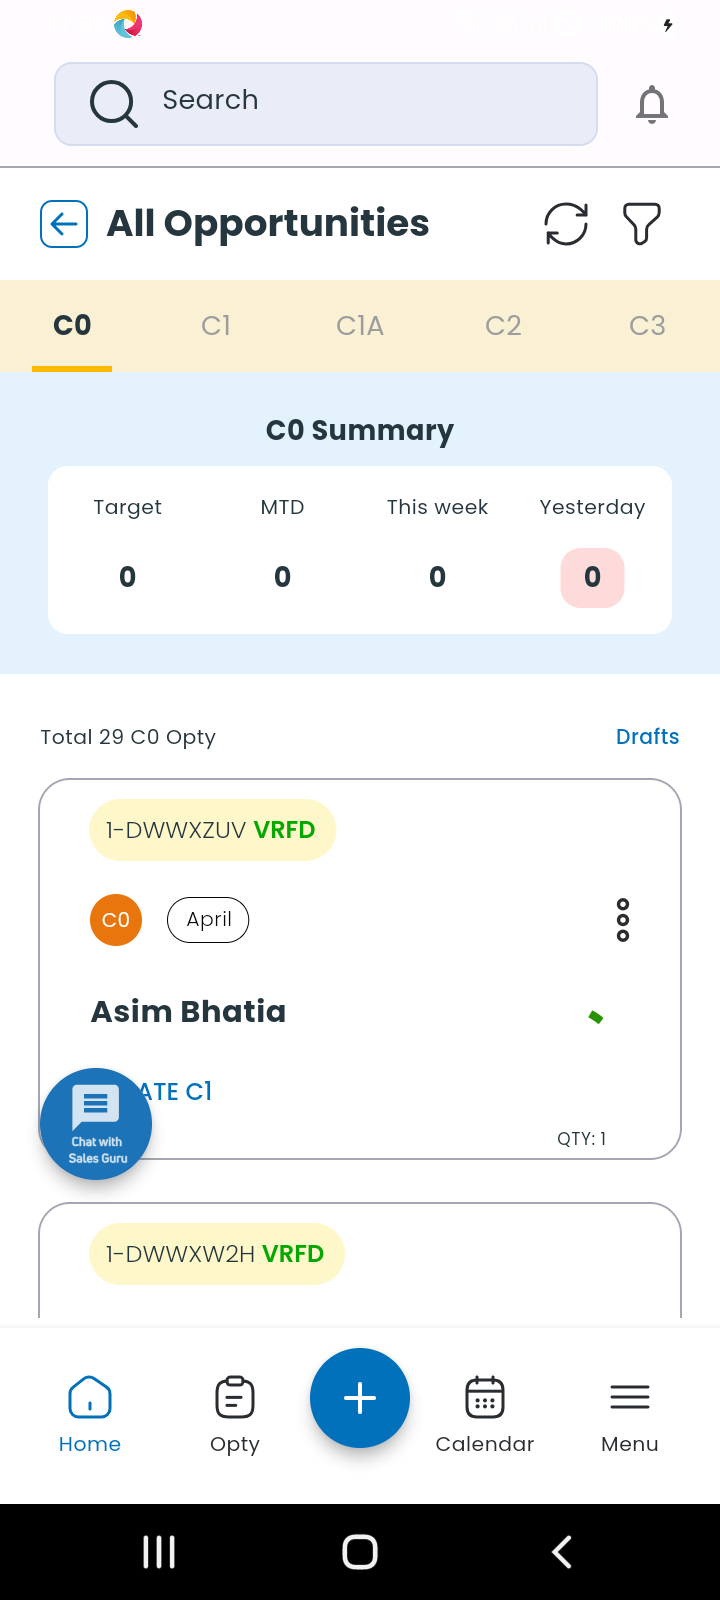 Search
All Opportunities
C0 C1 C1A C2 C3
C0 Summary
Target MTD This week Yesterday
0 0 0 0
Total 29 C0 Opty Drafts
1-DWWXZUV VRFD
C0 April
Asim Bhatia
ATE C1
Chat with
Sales Guru
QTY: 1
1-DWWXW2H VRFD
Home Opty Calendar Menu